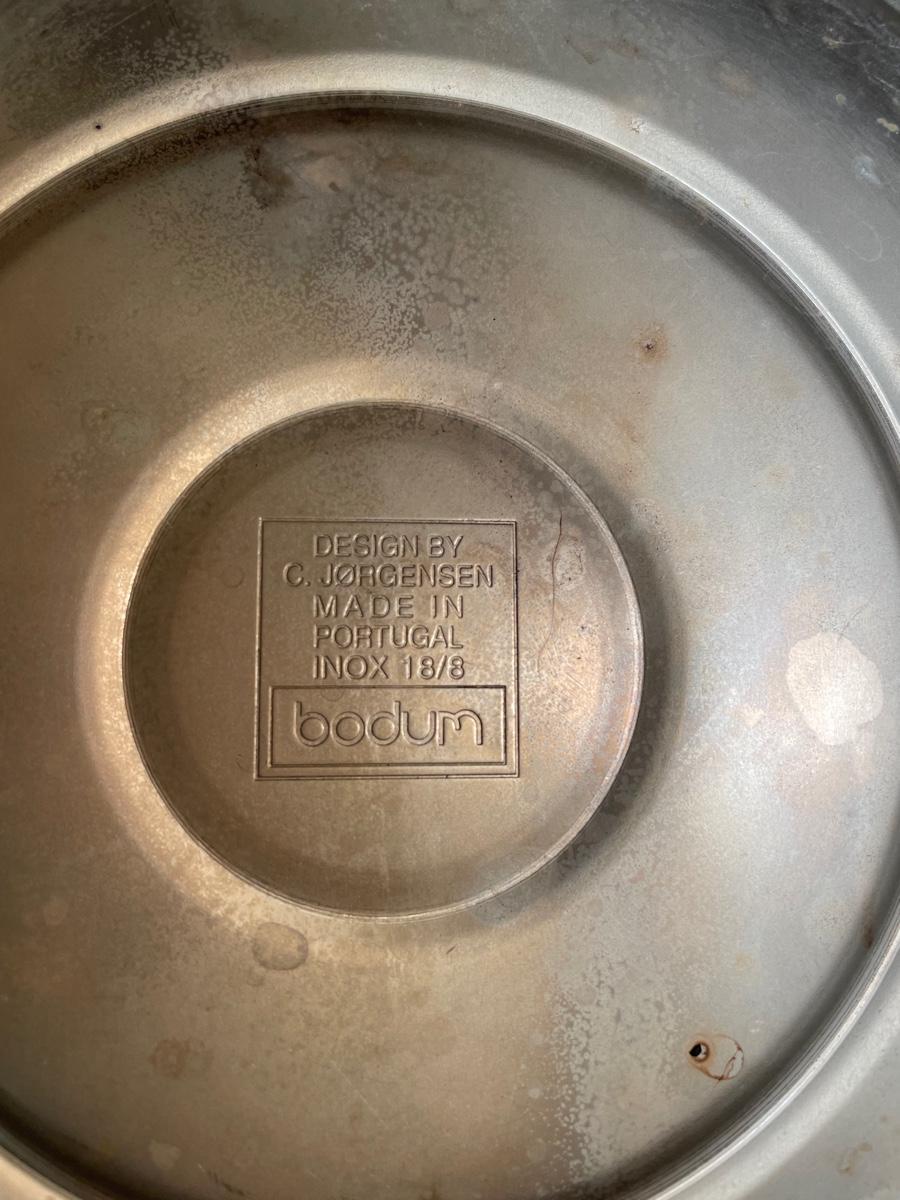 DESIGN BY
C. JØRGENSEN
MADE IN
PORTUGAL
INOX 18/8
bodum